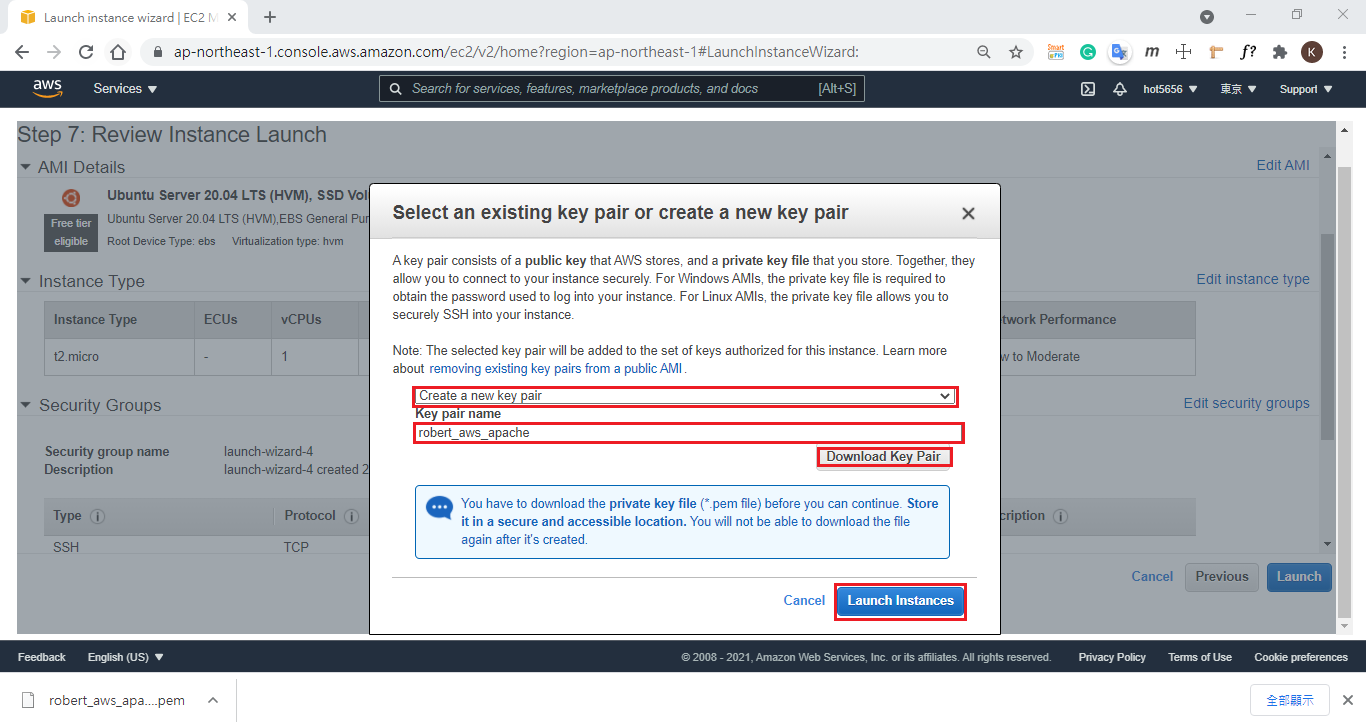 Launch instance wizard | EC2 M
ap-northeast-1.console.aws.amazon.com/ec2/v2/home?region=ap-northeast-1#LaunchInstanceWizard:
m
f?
K
aws
Services
Search for services, features, marketplace products, and docs
[Alt+S]
hot5656
東京
Support
Step 7: Review Instance Launch
AMI Details
Edit AMI
Ubuntu Server 20.04 LTS (HVM), SSD Vol
Free tier
eligible
Ubuntu Server 20.04 LTS (HVM),EBS General Pur
Root Device Type: ebs Virtualization type: hvm
Instance Type
Edit instance type
Instance Type ECUs vCPUs
twork Performance
t2.micro - 1
w to Moderate
Security Groups
Edit security groups
Security group name launch-wizard-4
Description launch-wizard-4 created 2
Type i Protocol i
cription i
SSH TCP
Cancel Previous Launch
Select an existing key pair or create a new key pair
A key pair consists of a public key that AWS stores, and a private key file that you store. Together, they
allow you to connect to your instance securely. For Windows AMIs, the private key file is required to
obtain the password used to log into your instance. For Linux AMIs, the private key file allows you to
securely SSH into your instance.
Note: The selected key pair will be added to the set of keys authorized for this instance. Learn more
about removing existing key pairs from a public AMI .
Create a new key pair
Key pair name
robert_aws_apache
Download Key Pair
You have to download the private key file (*.pem file) before you can continue. Store
it in a secure and accessible location. You will not be able to download the file
again after it's created.
Cancel Launch Instances
Feedback English (US)
© 2008 - 2021, Amazon Web Services, Inc. or its affiliates. All rights reserved. Privacy Policy Terms of Use Cookie preferences
robert_aws_apa....pem
全部顯示